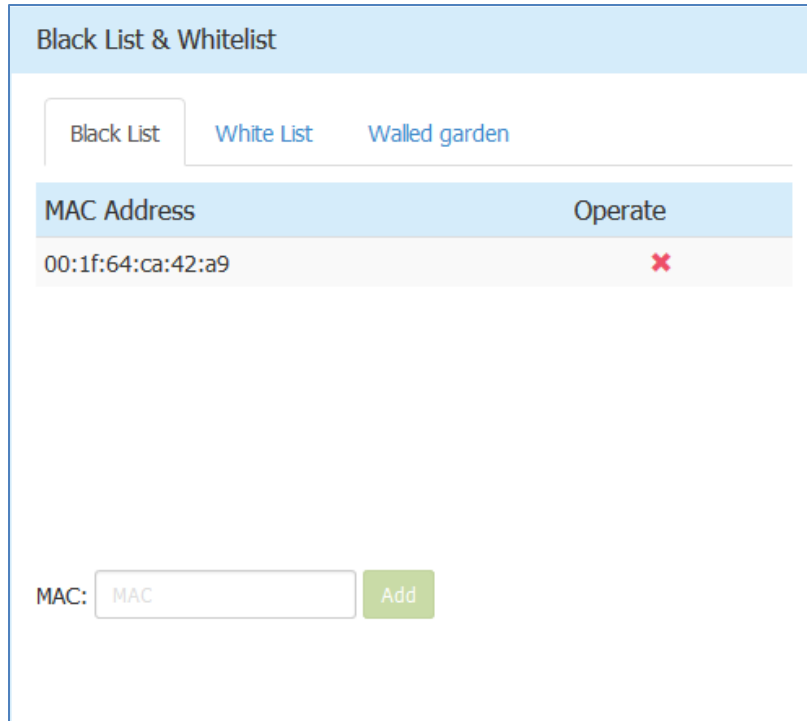 Black List & Whitelist
Black List White List Walled garden
MAC Address Operate
00:1f:64:ca:42:a9
MAC: MAC Add